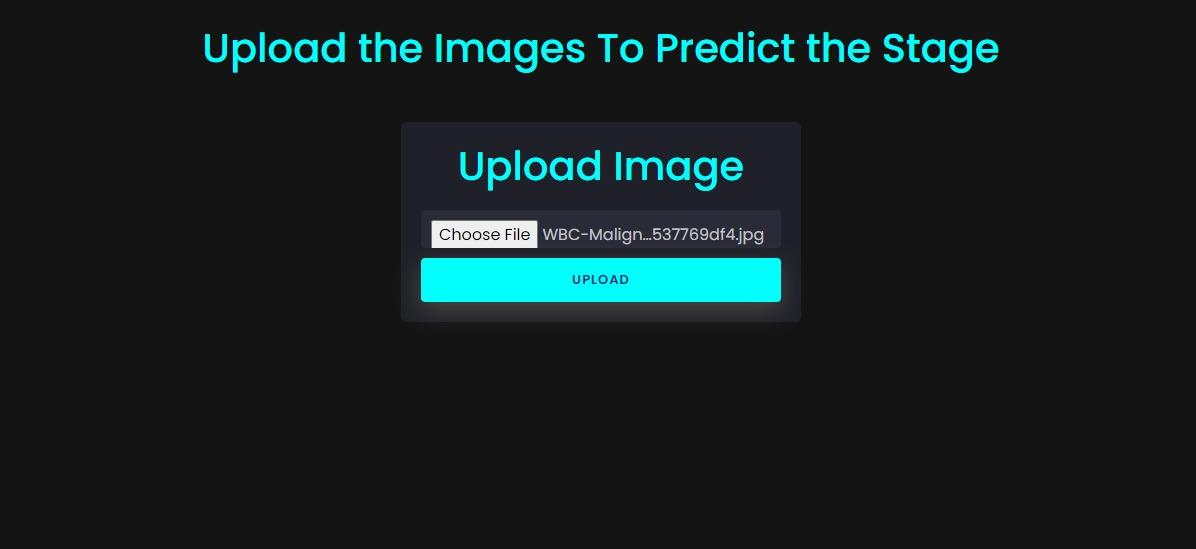 Upload the Images To Predict the Stage
Upload Image
Choose File WBC-Malign...537769df4.jpg
UPLOAD